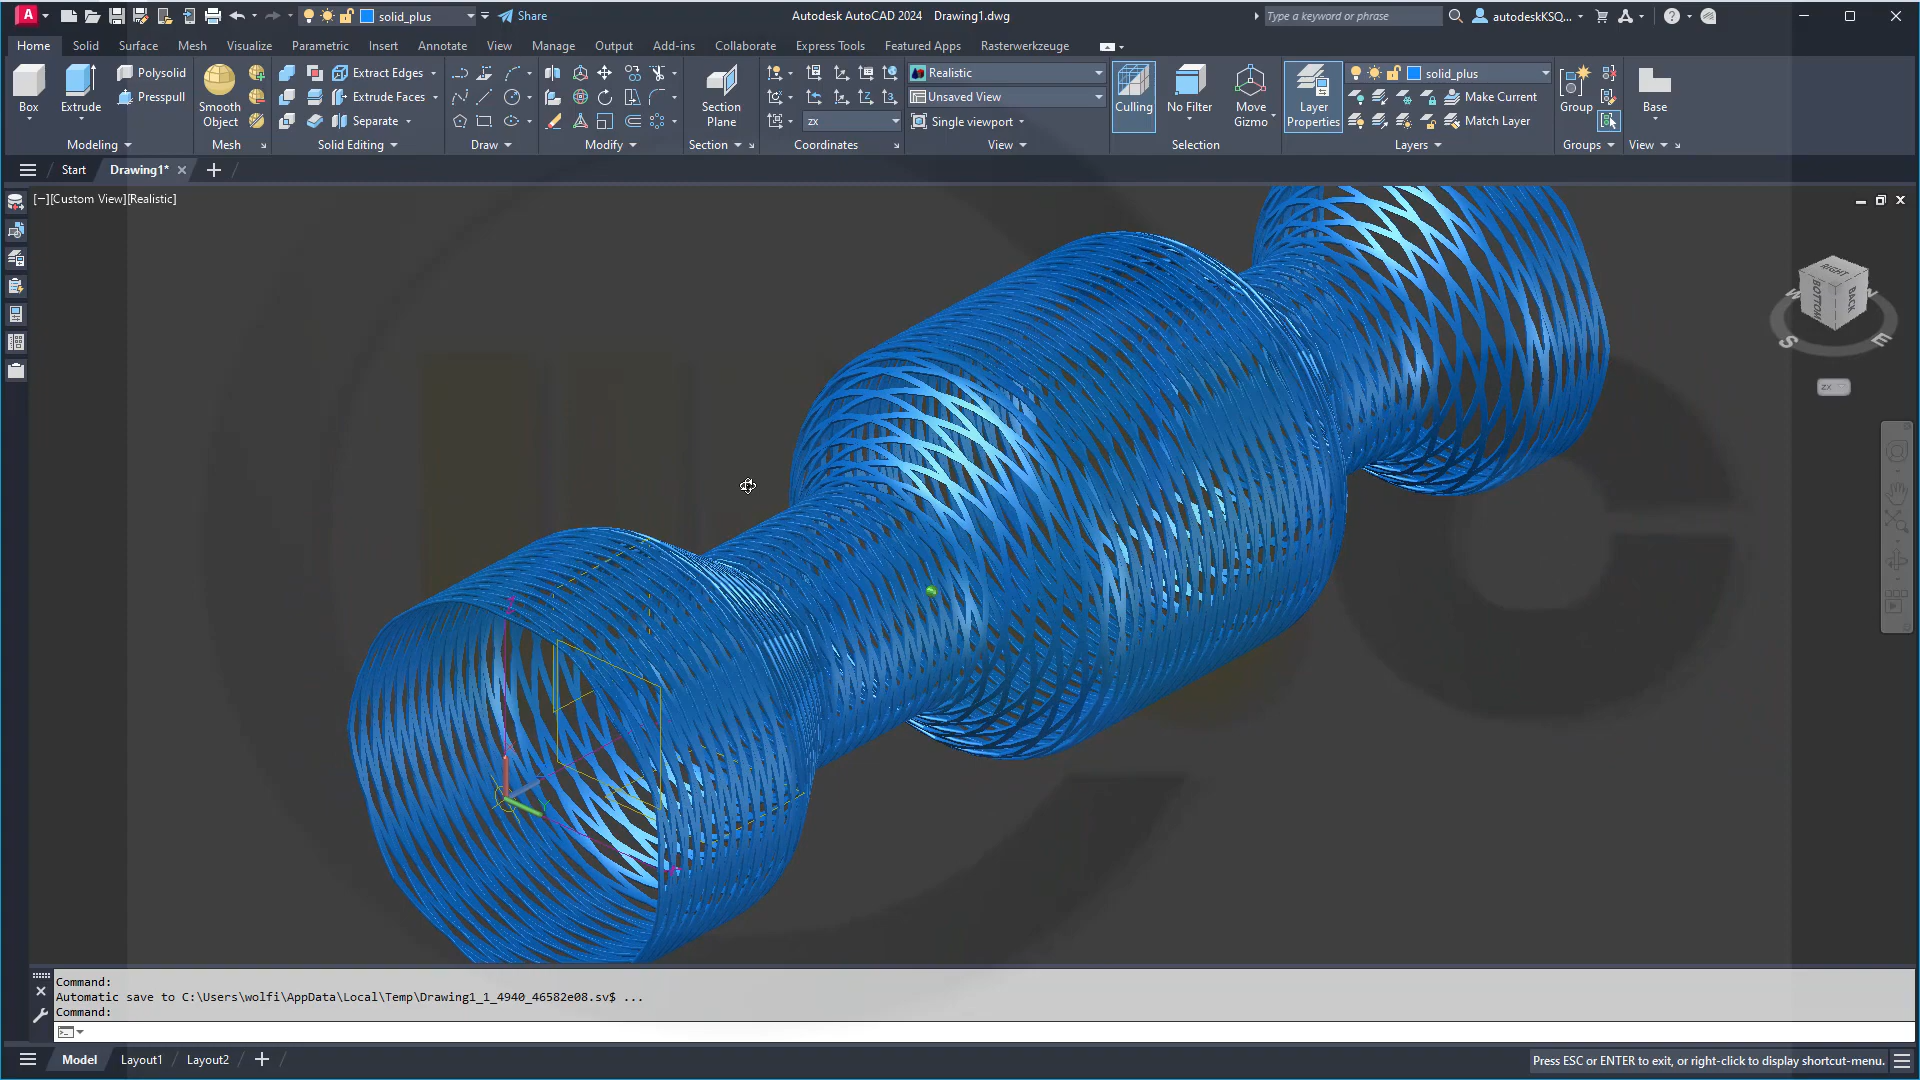 A solid_plus Share Autodesk AutoCAD 2024 Drawing1.dwg Type a keyword or phrase autodeskKSQ... ?
Home Solid Surface Mesh Visualize Parametric Insert Annotate View Manage Output Add-ins Collaborate Express Tools Featured Apps Rasterwerkzeuge
Polysolid Extract Edges Realistic solid_plus
Presspull Extrude Faces Unsaved View Make Current
Box Extrude Smooth Object Separate Section Plane zx Single viewport Culling No Filter Move Gizmo Layer Properties Match Layer Group Base
Modeling Mesh Solid Editing Draw Modify Section Coordinates View Selection Layers Groups View
Start Drawing1*
[−][Custom View][Realistic]
RIGHT
BOTTOM BACK
W N
S E
ZX
Command:
Automatic save to C:\Users\wolfi\AppData\Local\Temp\Drawing1_1_4940_46582e08.sv$ ...
Command:
Model Layout1 Layout2 Press ESC or ENTER to exit, or right-click to display shortcut-menu.